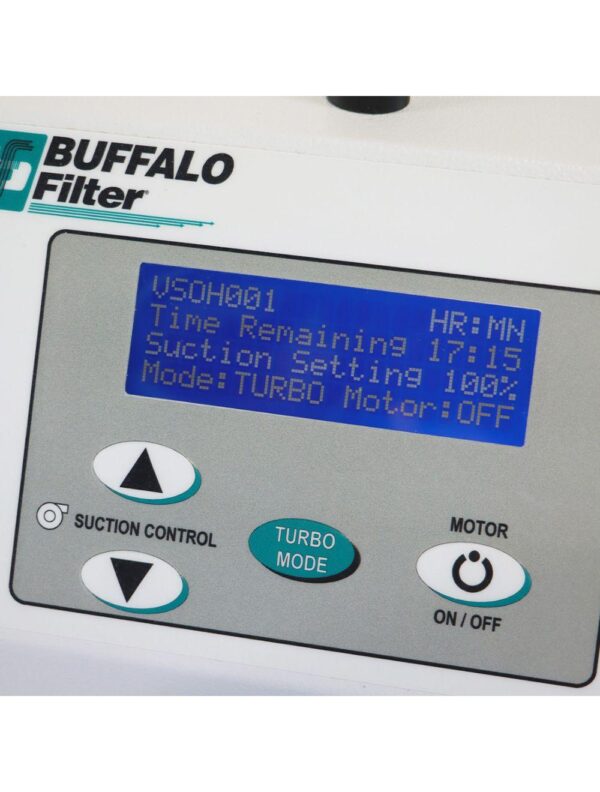 BUFFALO
Filter®
VSOH001 HR:MN
Time Remaining 17:15
Suction Setting 100%
Mode:TURBO Motor:OFF
SUCTION CONTROL
TURBO
MODE
MOTOR
ON / OFF